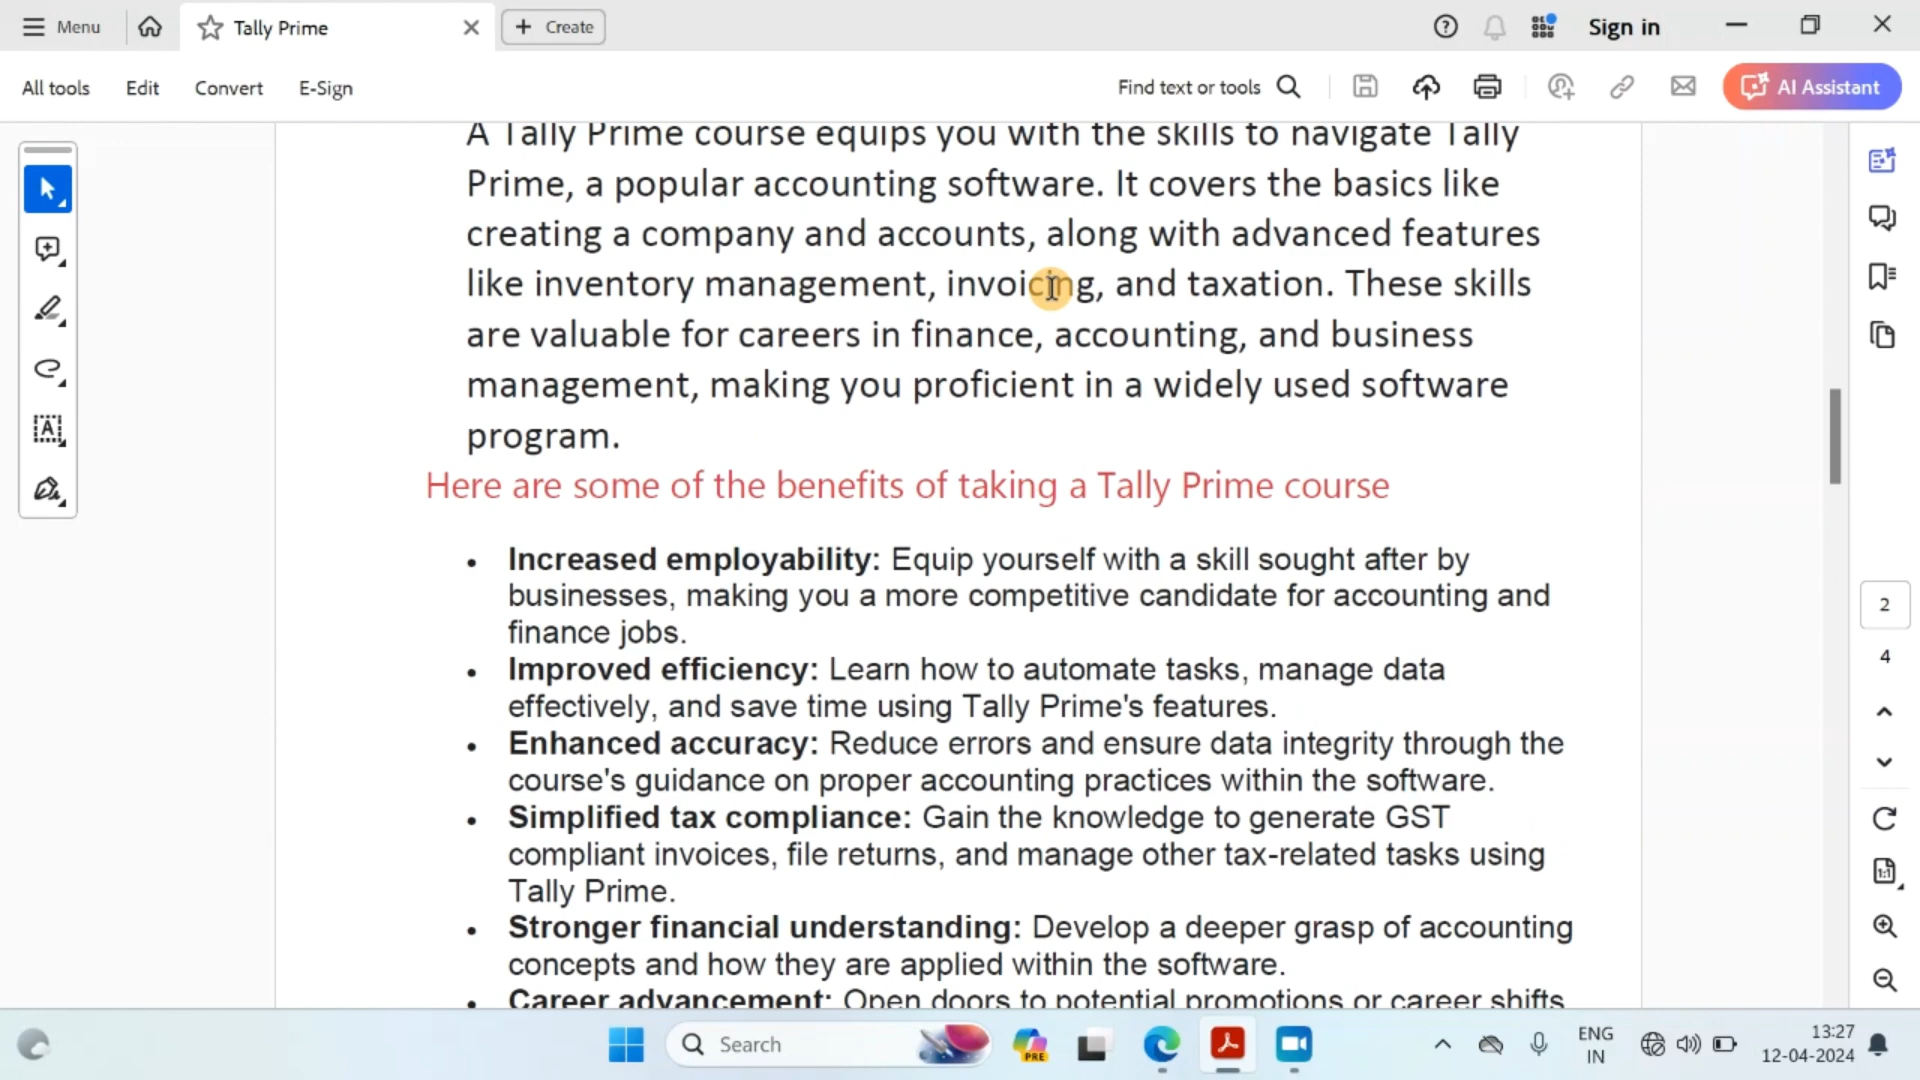 Menu
Tally Prime
Create
Sign in
All tools
Edit
Convert
E-Sign
Find text or tools
AI Assistant
A Tally Prime course equips you with the skills to navigate Tally
Prime, a popular accounting software. It covers the basics like
creating a company and accounts, along with advanced features
like inventory management, invoicing, and taxation. These skills
are valuable for careers in finance, accounting, and business
management, making you proficient in a widely used software
program.
Here are some of the benefits of taking a Tally Prime course
• Increased employability: Equip yourself with a skill sought after by
businesses, making you a more competitive candidate for accounting and
finance jobs.
• Improved efficiency: Learn how to automate tasks, manage data
effectively, and save time using Tally Prime's features.
• Enhanced accuracy: Reduce errors and ensure data integrity through the
course's guidance on proper accounting practices within the software.
• Simplified tax compliance: Gain the knowledge to generate GST
compliant invoices, file returns, and manage other tax-related tasks using
Tally Prime.
• Stronger financial understanding: Develop a deeper grasp of accounting
concepts and how they are applied within the software.
• Career advancement: Open doors to potential promotions or career shifts
2
4
Search
PRE
ENG
IN
13:27
12-04-2024